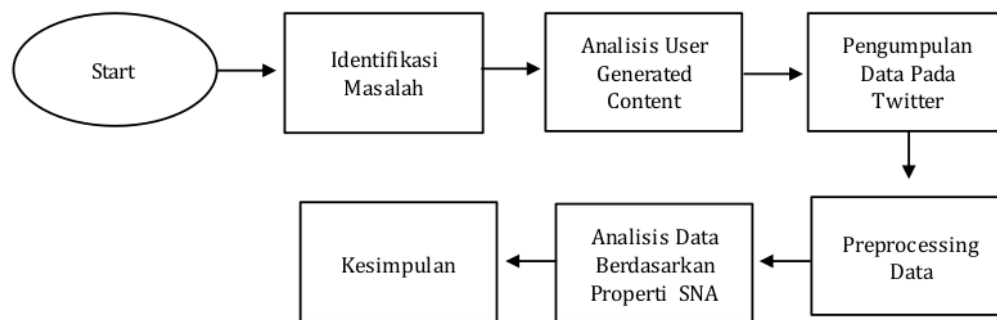 Start
Identifikasi
Masalah
Analisis User
Generated
Content
Pengumpulan
Data Pada
Twitter
Preprocessing
Data
Analisis Data
Berdasarkan
Properti SNA
Kesimpulan